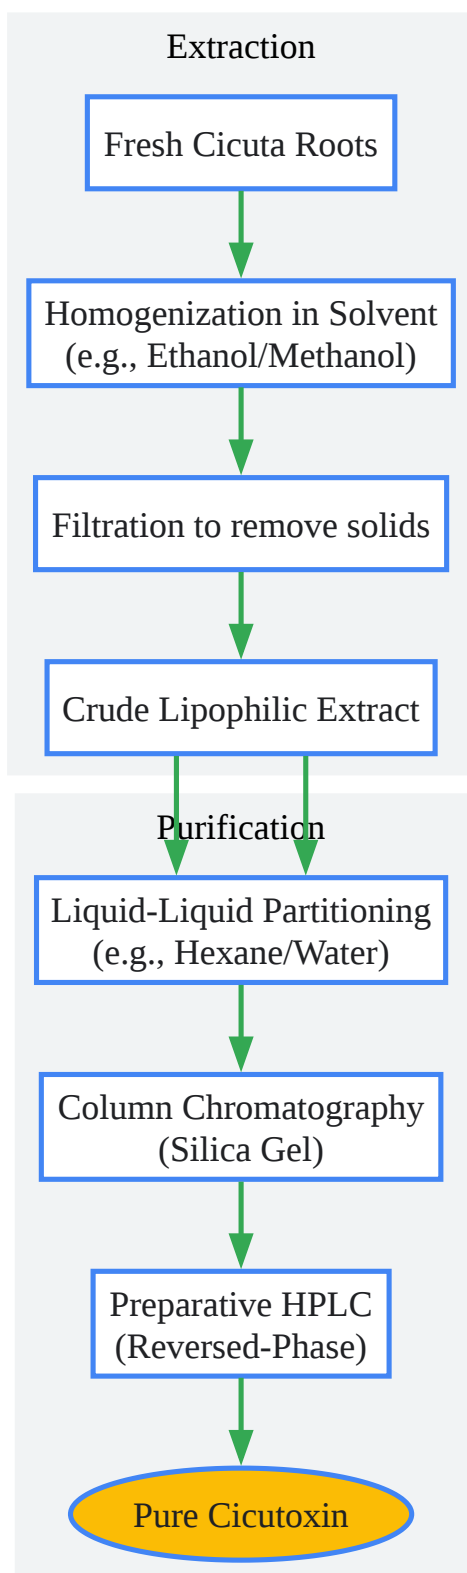 Extraction
Fresh Cicuta Roots
Homogenization in Solvent
(e.g., Ethanol/Methanol)
Filtration to remove solids
Crude Lipophilic Extract
Purification
Liquid-Liquid Partitioning
(e.g., Hexane/Water)
Column Chromatography
(Silica Gel)
Preparative HPLC
(Reversed-Phase)
Pure Cicutoxin